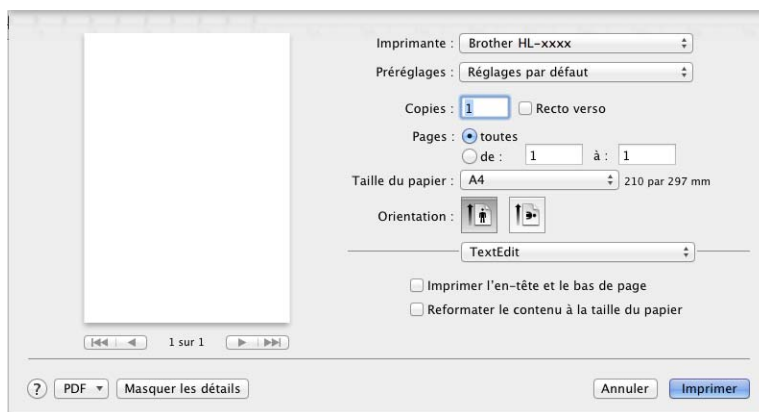 Imprimante : Brother HL-xxxx
Préréglages : Réglages par défaut
Copies : 1 Recto verso
Pages : toutes
de : 1 à : 1
Taille du papier : A4 210 par 297 mm
Orientation :
TextEdit
Imprimer l'en-tête et le bas de page
Reformater le contenu à la taille du papier
1 sur 1
? PDF Masquer les détails Annuler Imprimer